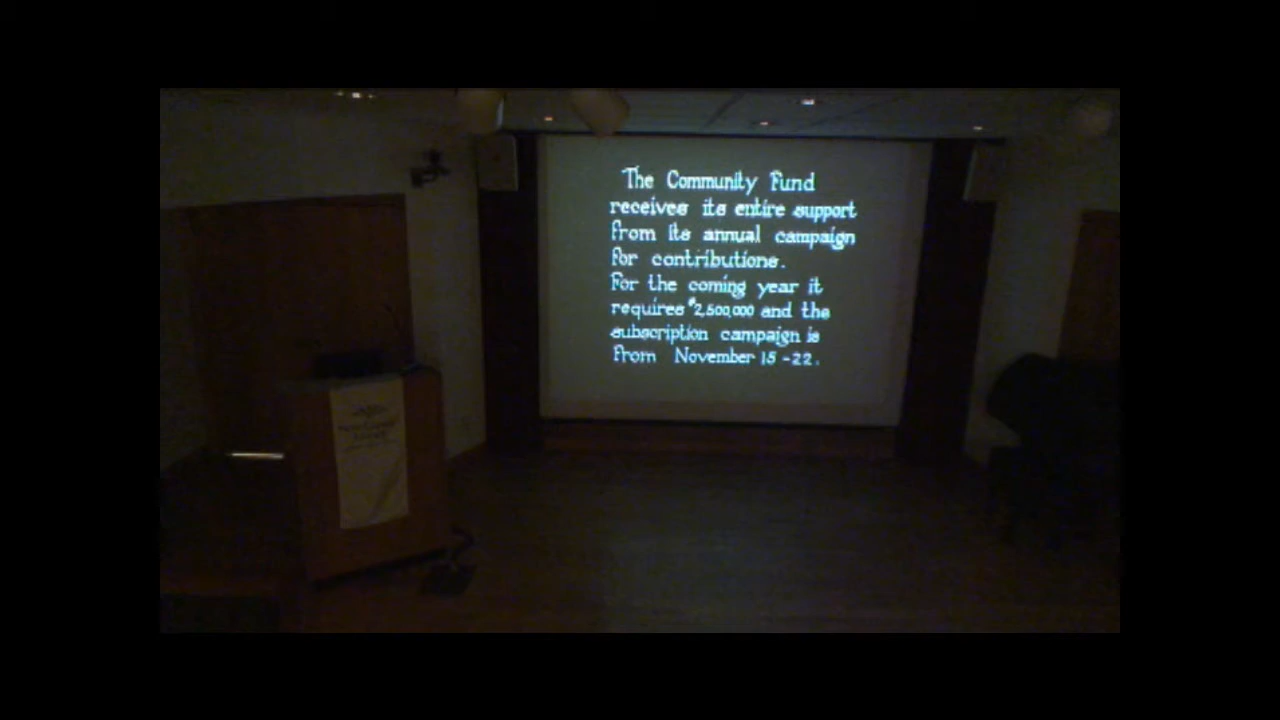 The Community Fund
receives its entire support
from its annual campaign
for contributions.
For the coming year it
requires $2,500,000 and the
subscription campaign is
from November 15-22.